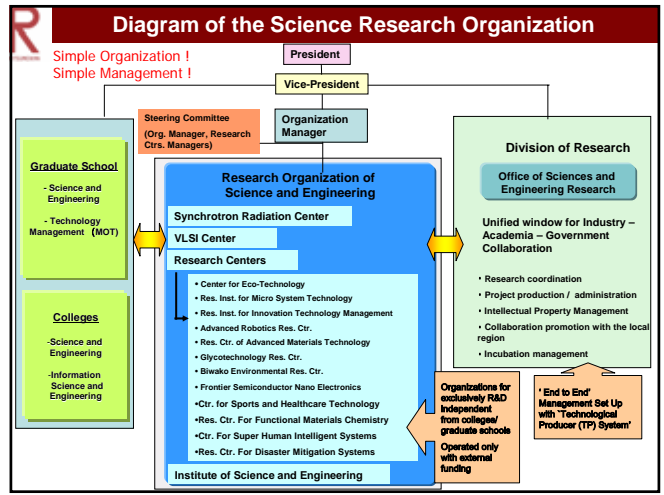 Diagram of the Science Research Organization
R
Simple Organization !
Simple Management !
President
Vice-President
Steering Committee
(Org. Manager, Research
Ctrs. Managers)
Organization
Manager
Graduate School
- Science and
Engineering
- Technology
Management (MOT)
Colleges
-Science and
Engineering
-Information
Science and
Engineering
Research Organization of
Science and Engineering
Synchrotron Radiation Center
VLSI Center
Research Centers
• Center for Eco-Technology
• Res. Inst. for Micro System Technology
• Res. Inst. for Innovation Technology Management
• Advanced Robotics Res. Ctr.
• Res. Ctr. of Advanced Materials Technology
• Glycotechnology Res. Ctr.
• Biwako Environmental Res. Ctr.
• Frontier Semiconductor Nano Electronics
•Ctr. for Sports and Healthcare Technology
•Res. Ctr. For Functional Materials Chemistry
•Ctr. For Super Human Intelligent Systems
•Res. Ctr. For Disaster Mitigation Systems
Institute of Science and Engineering
Organizations for
exclusively R&D
Independent
from colleges/
graduate schools
Operated only
with external
funding
Division of Research
Office of Sciences and
Engineering Research
Unified window for Industry –
Academia – Government
Collaboration
• Research coordination
• Project production / administration
• Intellectual Property Management
• Collaboration promotion with the local
region
• Incubation management
' End to End'
Management Set Up
with 'Technological
Producer (TP) System'